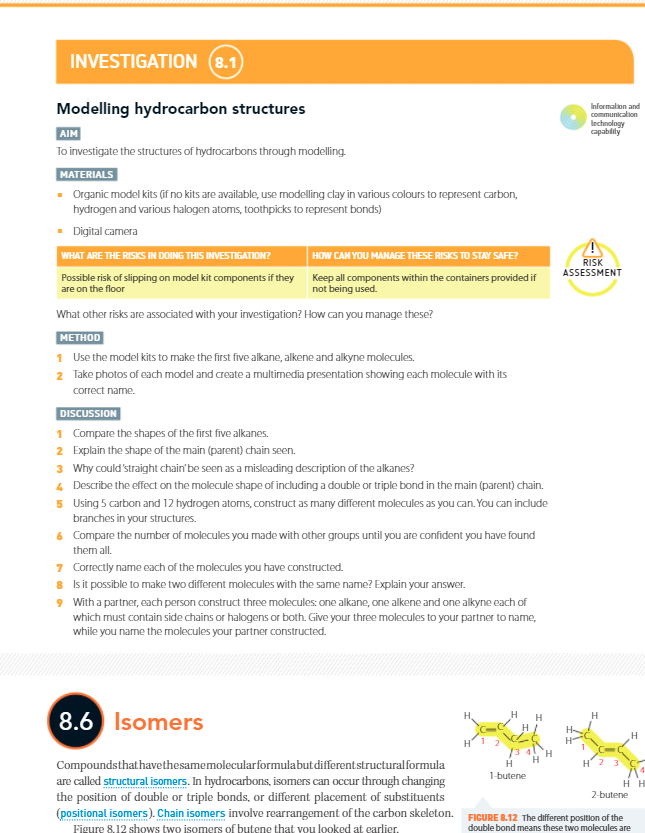 INVESTIGATION 8.1
Modelling hydrocarbon structures
Information and
communication
technology
capability
AIM
To investigate the structures of hydrocarbons through modelling.
MATERIALS
▪ Organic model kits (if no kits are available, use modelling clay in various colours to represent carbon,
hydrogen and various halogen atoms, toothpicks to represent bonds)
▪ Digital camera
WHAT ARE THE RISKS IN DOING THIS INVESTIGATION? HOW CAN YOU MANAGE THESE RISKS TO STAY SAFE?
Possible risk of slipping on model kit components if they
are on the floor
Keep all components within the containers provided if
not being used.
!
RISK
ASSESSMENT
What other risks are associated with your investigation? How can you manage these?
METHOD
1 Use the model kits to make the first five alkane, alkene and alkyne molecules.
2 Take photos of each model and create a multimedia presentation showing each molecule with its
correct name.
DISCUSSION
1 Compare the shapes of the first five alkanes.
2 Explain the shape of the main (parent) chain seen.
3 Why could 'straight chain' be seen as a misleading description of the alkanes?
4 Describe the effect on the molecule shape of including a double or triple bond in the main (parent) chain.
5 Using 5 carbon and 12 hydrogen atoms, construct as many different molecules as you can. You can include
branches in your structures.
6 Compare the number of molecules you made with other groups until you are confident you have found
them all.
7 Correctly name each of the molecules you have constructed.
8 Is it possible to make two different molecules with the same name? Explain your answer.
9 With a partner, each person construct three molecules: one alkane, one alkene and one alkyne each of
which must contain side chains or halogens or both. Give your three molecules to your partner to name,
while you name the molecules your partner constructed.
8.6 Isomers
Compounds that have the same molecular formula but different structural formula
are called structural isomers. In hydrocarbons, isomers can occur through changing
the position of double or triple bonds, or different placement of substituents
(positional isomers). Chain isomers involve rearrangement of the carbon skeleton.
Figure 8.12 shows two isomers of butene that you looked at earlier.
H H H
C C C C
1 2 3 4
H H H H H
1-butene
H H
H C C C C
1 2 3 4
H H H H
2-butene
FIGURE 8.12 The different position of the
double bond means these two molecules are